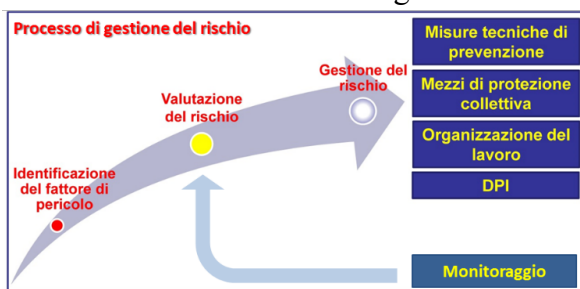 Processo di gestione del rischio
Identificazione
del fattore di
pericolo
Valutazione
del rischio
Gestione del
rischio
Misure tecniche di
prevenzione
Mezzi di protezione
collettiva
Organizzazione del
lavoro
DPI
Monitoraggio